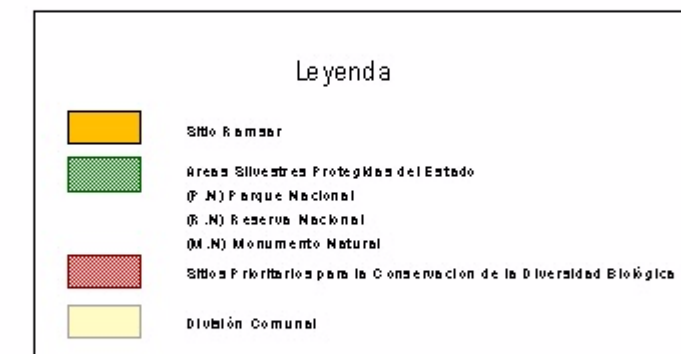 Leyenda
Sitio Ramsar
Areas Silvestres Protegidas del Estado
(P.N) Parque Nacional
(R.N) Reserva Nacional
(M.N) Monumento Natural
Sitios Prioritarios para la Conservacion de la Diversidad Biológica
División Comunal